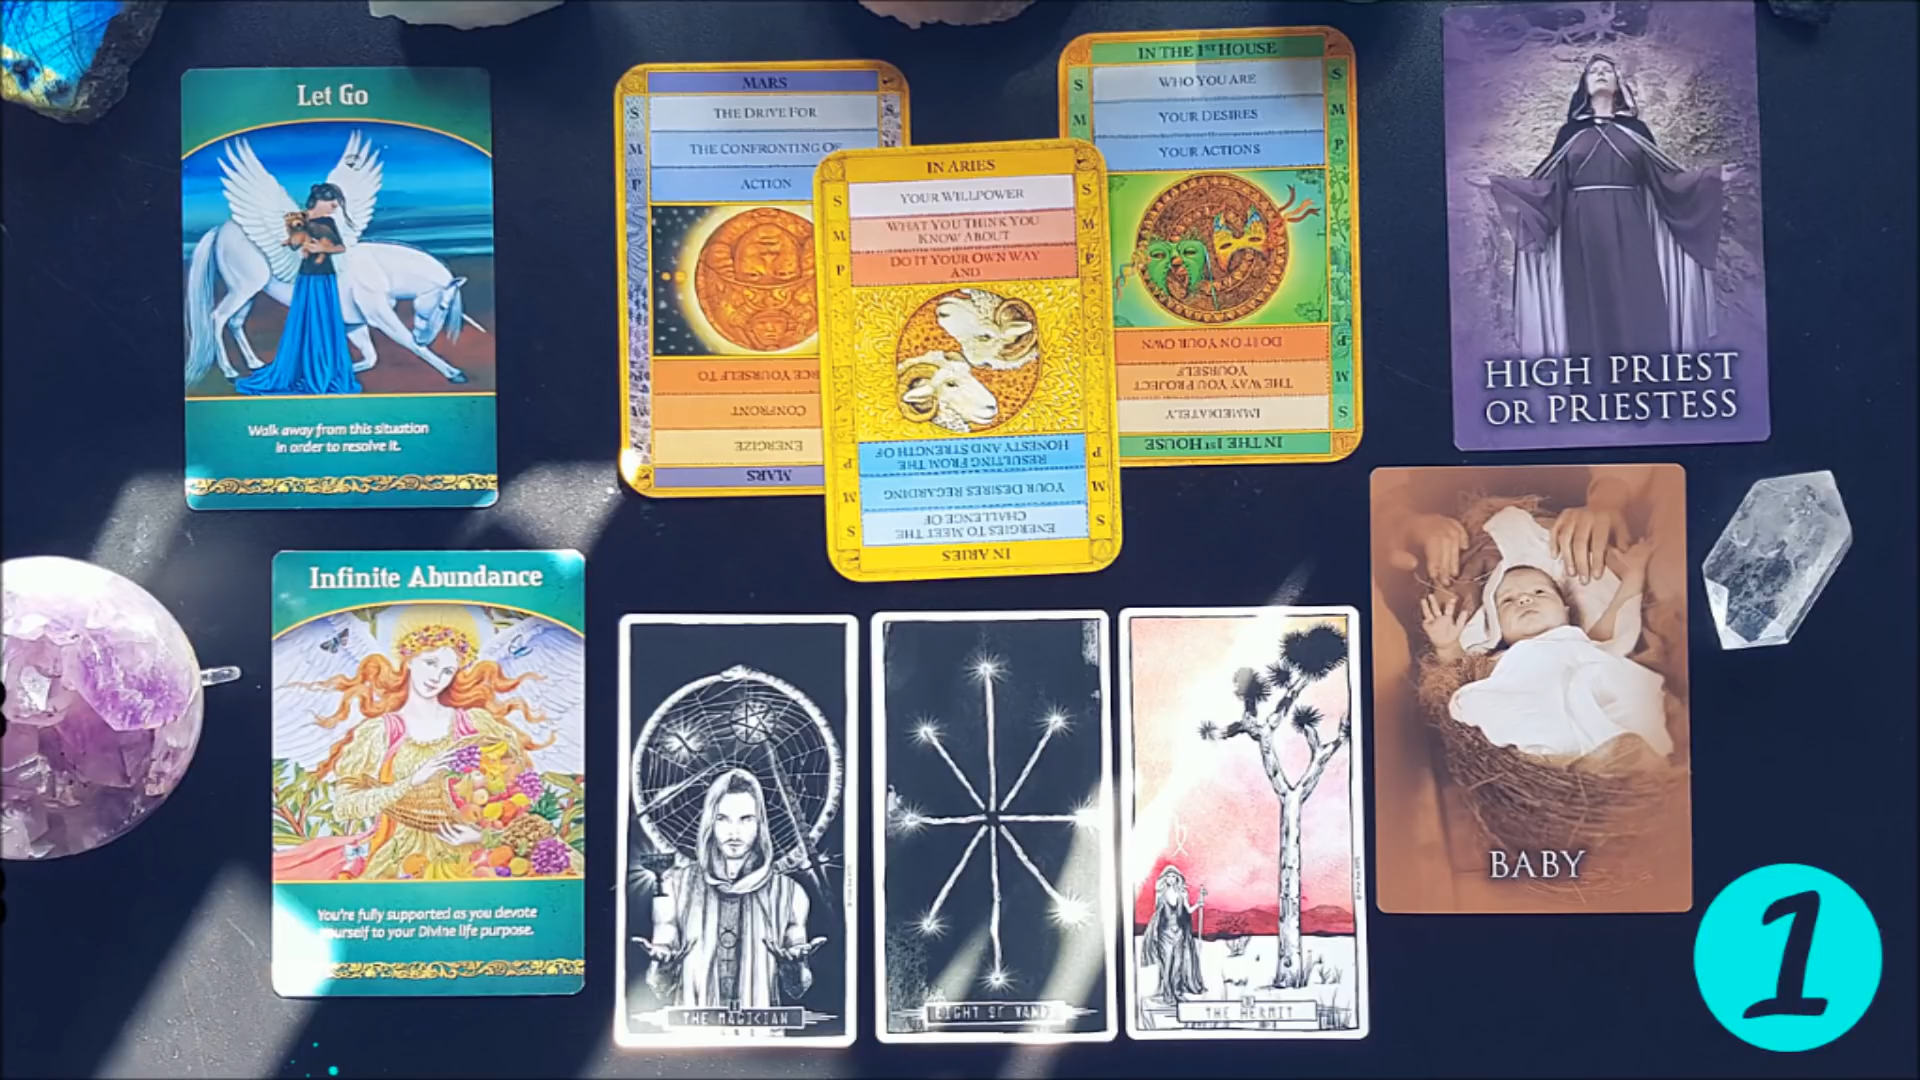 Let Go
Walk away from this situation
in order to resolve it.
MARS
S
THE DRIVE FOR
S
M
THE CONFRONTING OF
M
P
ACTION
RCE YOURSELF TO
CONFRONT
ENERGIZE
MARS
IN ARIES
S
YOUR WILLPOWER
S
M
WHAT YOU THINK YOU
KNOW ABOUT
M
P
DO IT YOUR OWN WAY
AND
P
RESULTING FROM THE
HONESTY AND STRENGTH OF
P
P
YOUR DESIRES REGARDING
M
M
ENERGIES TO MEET THE
CHALLENGE OF
S
S
IN ARIES
IN THE 1ST HOUSE
S
WHO YOU ARE
S
M
YOUR DESIRES
M
YOUR ACTIONS
P
DO IT ON YOUR OWN
P
THE WAY YOU PROJECT
YOURSELF
M
IMMEDIATELY
S
IN THE 1ST HOUSE
HIGH PRIEST
OR PRIESTESS
Infinite Abundance
You're fully supported as you devote
yourself to your Divine life purpose.
THE MAGICIAN
EIGHT OF WANDS
THE HERMIT
BABY
1